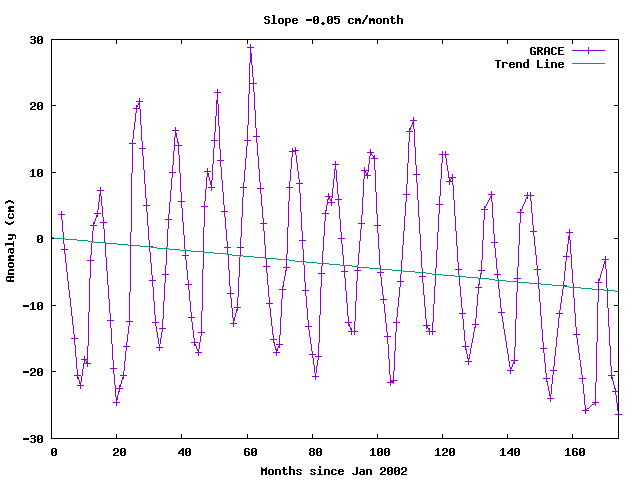 Slope -0.05 cm/month
30
20
10
0
-10
-20
-30
Anomaly (cm)
GRACE
Trend Line
0 20 40 60 80 100 120 140 160
Months since Jan 2002